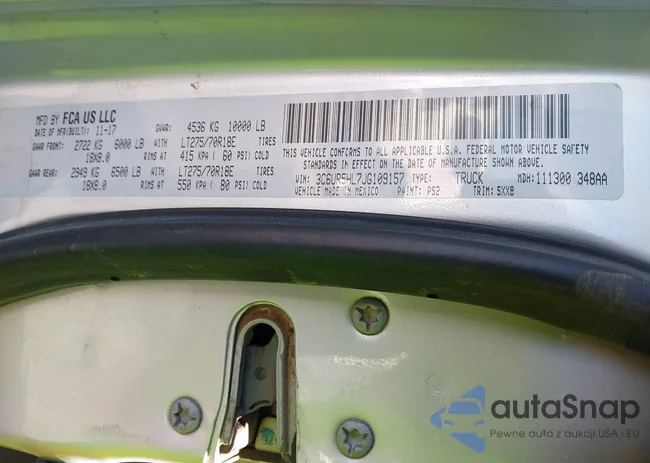 MFD BY FCA US LLC
DATE OF MFR(BUILT): 11-17
GVWR: 4536 KG 10000 LB
GAWR FRONT: 2722 KG 6000 LB WITH LT275/70R18E TIRES
18X8.0 RIMS AT 415 KPA ( 60 PSI) COLD
GAWR REAR: 2949 KG 6500 LB WITH LT275/70R18E TIRES
18X8.0 RIMS AT 550 KPA ( 80 PSI) COLD
THIS VEHICLE CONFORMS TO ALL APPLICABLE U.S.A. FEDERAL MOTOR VEHICLE SAFETY
STANDARDS IN EFFECT ON THE DATE OF MANUFACTURE SHOWN ABOVE.
VIN: 3C6UR5HL7JG109157 TYPE: TRUCK MDH: 111300 348AA
VEHICLE MADE IN MEXICO PAINT: PS2 TRIM: SXX8
autaSnap
Pewne auta z aukcji USA i EU